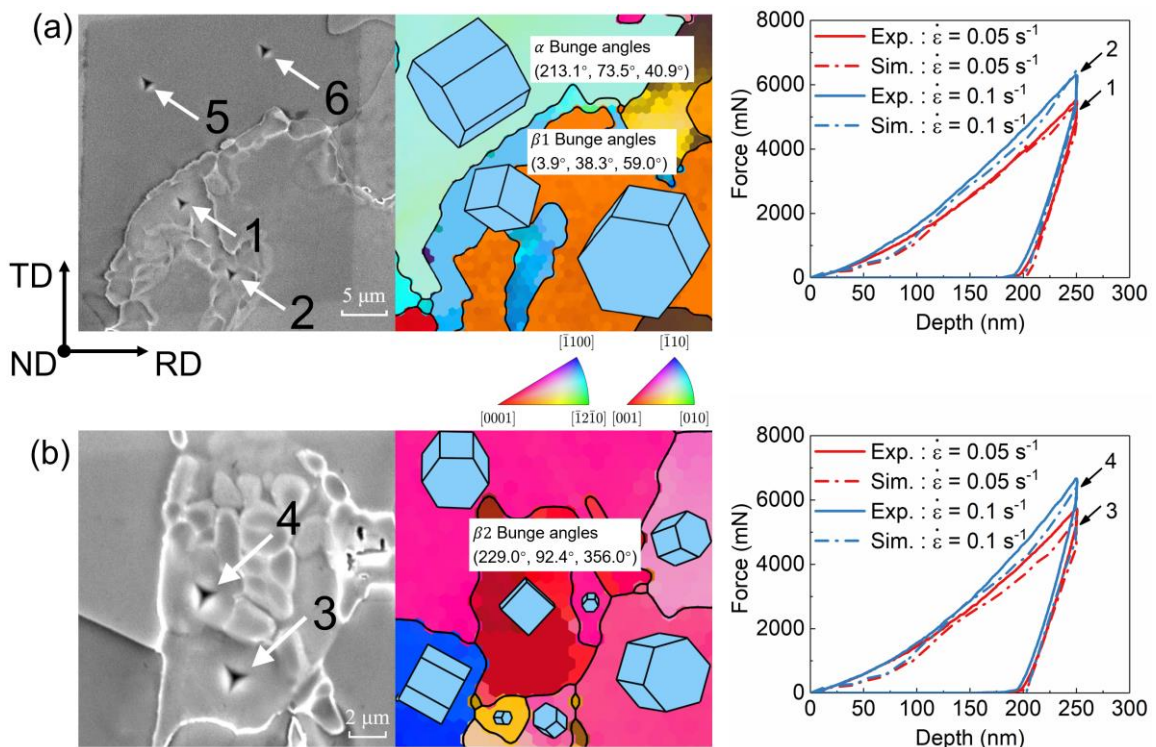 (a)
5
6
1
2
5 μm
TD
ND
RD
α Bunge angles
(213.1°, 73.5°, 40.9°)
β1 Bunge angles
(3.9°, 38.3°, 59.0°)
Exp. : ε̇ = 0.05 s⁻¹
Sim. : ε̇ = 0.05 s⁻¹
Exp. : ε̇ = 0.1 s⁻¹
Sim. : ε̇ = 0.1 s⁻¹
2
1
8000
6000
4000
2000
0
Force (mN)
0 50 100 150 200 250 300
Depth (nm)
[1̄100]
[0001]
[1̄21̄0]
[1̄10]
[001]
[010]
(b)
4
3
2 μm
β2 Bunge angles
(229.0°, 92.4°, 356.0°)
Exp. : ε̇ = 0.05 s⁻¹
Sim. : ε̇ = 0.05 s⁻¹
Exp. : ε̇ = 0.1 s⁻¹
Sim. : ε̇ = 0.1 s⁻¹
4
3
8000
6000
4000
2000
0
Force (mN)
0 50 100 150 200 250 300
Depth (nm)